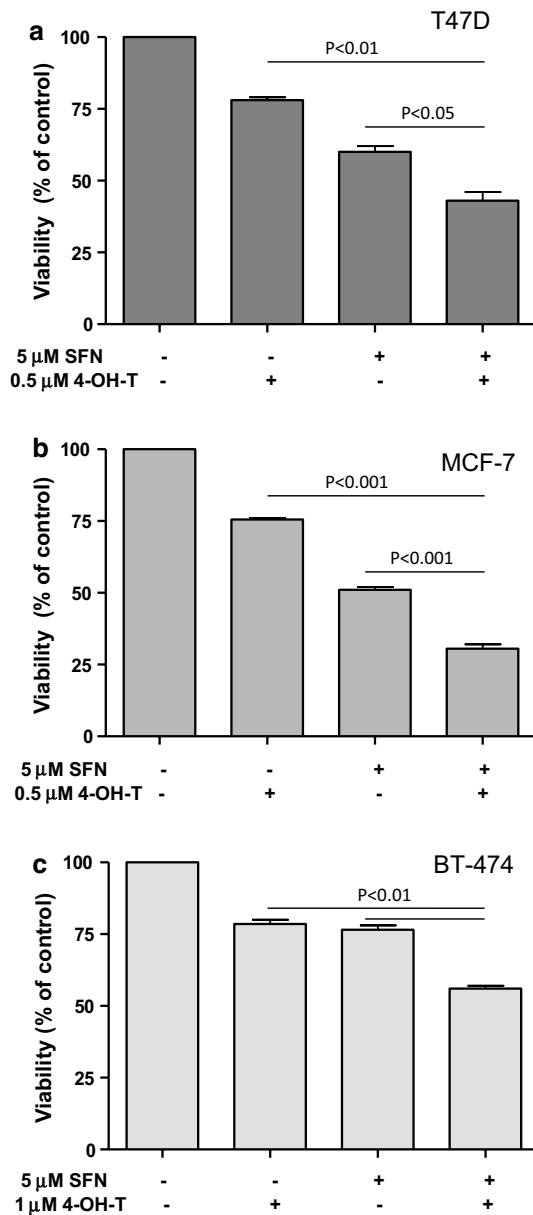 a
T47D
P<0.01
P<0.05
Viability (% of control)
100
75
50
25
0
5 μM SFN - - + +
0.5 μM 4-OH-T - + - +
b
MCF-7
P<0.001
P<0.001
Viability (% of control)
100
75
50
25
0
5 μM SFN - - + +
0.5 μM 4-OH-T - + - +
c
BT-474
P<0.01
Viability (% of control)
100
75
50
25
0
5 μM SFN - - + +
1 μM 4-OH-T - + - +